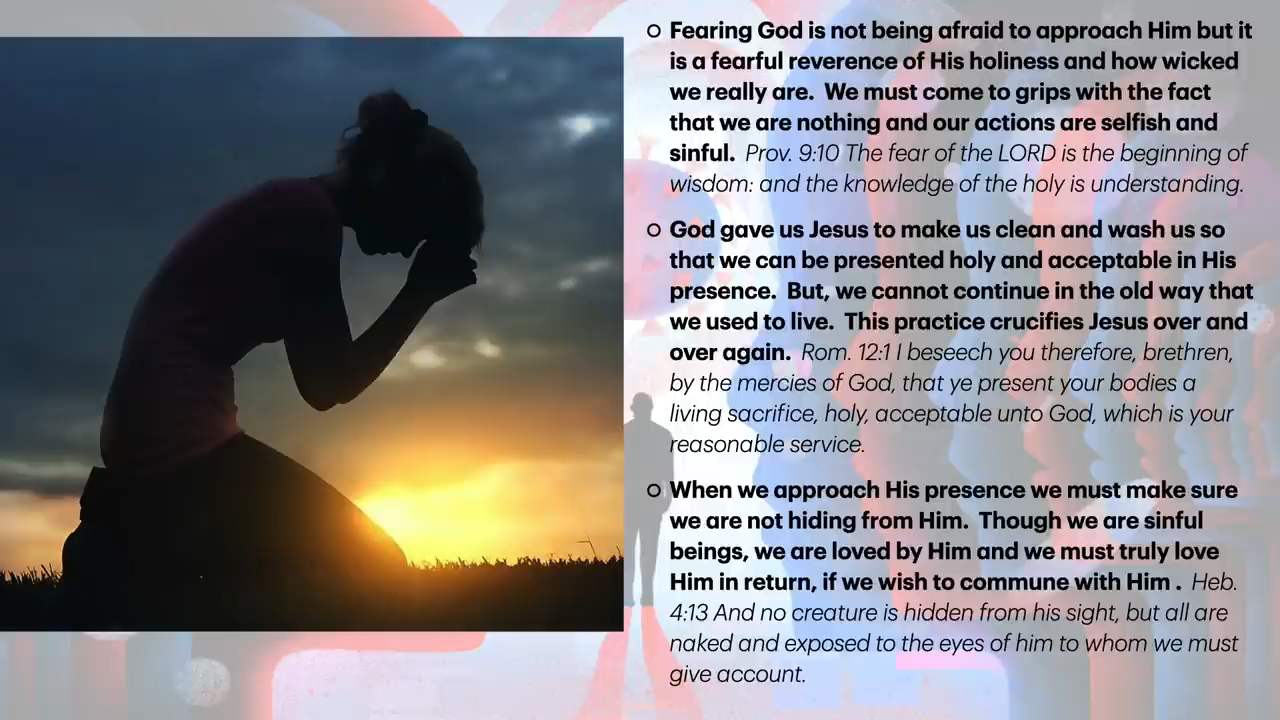 Fearing God is not being afraid to approach Him but it
is a fearful reverence of His holiness and how wicked
we really are.  We must come to grips with the fact
that we are nothing and our actions are selfish and
sinful.  Prov. 9:10 The fear of the LORD is the beginning of
wisdom: and the knowledge of the holy is understanding.
God gave us Jesus to make us clean and wash us so
that we can be presented holy and acceptable in His
presence.  But, we cannot continue in the old way that
we used to live.  This practice crucifies Jesus over and
over again.  Rom. 12:1 I beseech you therefore, brethren,
by the mercies of God, that ye present your bodies a
living sacrifice, holy, acceptable unto God, which is your
reasonable service.
When we approach His presence we must make sure
we are not hiding from Him.  Though we are sinful
beings, we are loved by Him and we must truly love
Him in return, if we wish to commune with Him .  Heb.
4:13 And no creature is hidden from his sight, but all are
naked and exposed to the eyes of him to whom we must
give account.